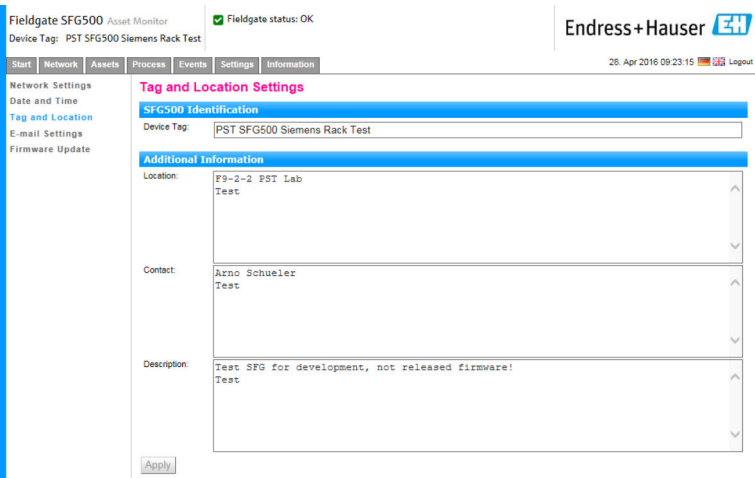 Fieldgate SFG500 Asset Monitor
Fieldgate status: OK
Device Tag: PST SFG500 Siemens Rack Test
Endress+Hauser EH
Start Network Assets Process Events Settings Information
28. Apr 2016 09:23:15 Logout
Network Settings
Date and Time
Tag and Location
E-mail Settings
Firmware Update
Tag and Location Settings
SFG500 Identification
Device Tag: PST SFG500 Siemens Rack Test
Additional Information
Location: F9-2-2 PST Lab
Test
Contact: Arno Schueler
Test
Description: Test SFG for development, not released firmware!
Test
Apply